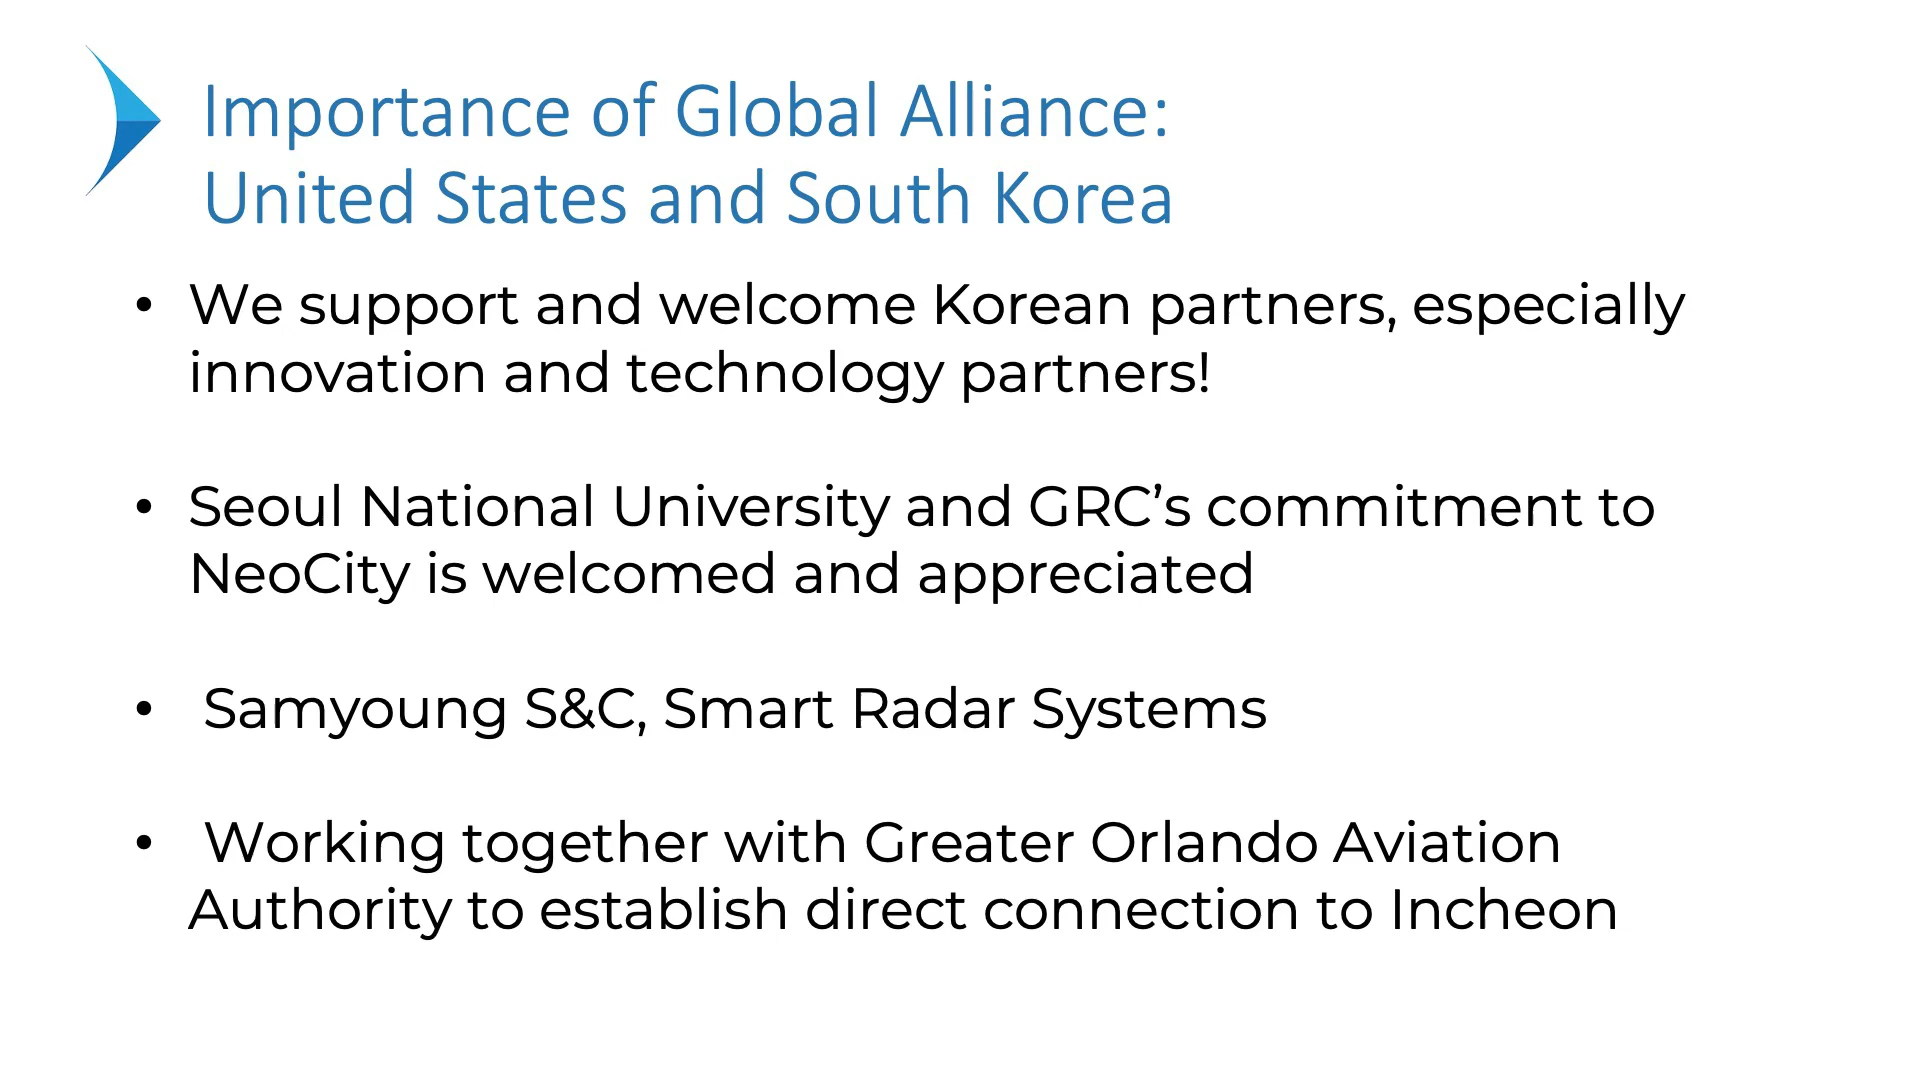 Importance of Global Alliance:
United States and South Korea
• We support and welcome Korean partners, especially
innovation and technology partners!
• Seoul National University and GRC’s commitment to
NeoCity is welcomed and appreciated
• Samyoung S&C, Smart Radar Systems
• Working together with Greater Orlando Aviation
Authority to establish direct connection to Incheon